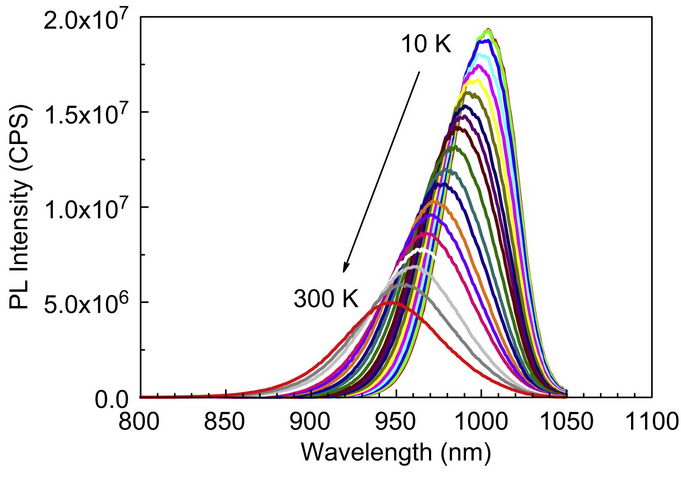 2.0x10⁷
1.5x10⁷
1.0x10⁷
5.0x10⁶
0.0
PL Intensity (CPS)
10 K
300 K
800 850 900 950 1000 1050 1100
Wavelength (nm)